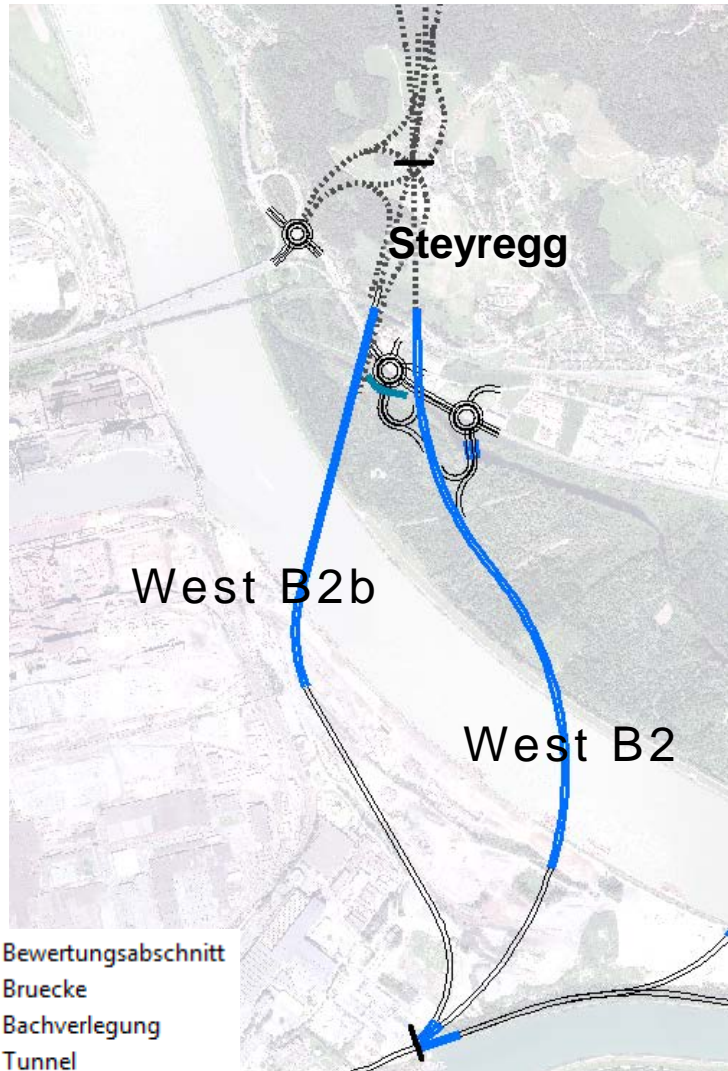 Steyregg
West B2b
West B2
Bewertungsabschnitt
Bruecke
Bachverlegung
Tunnel